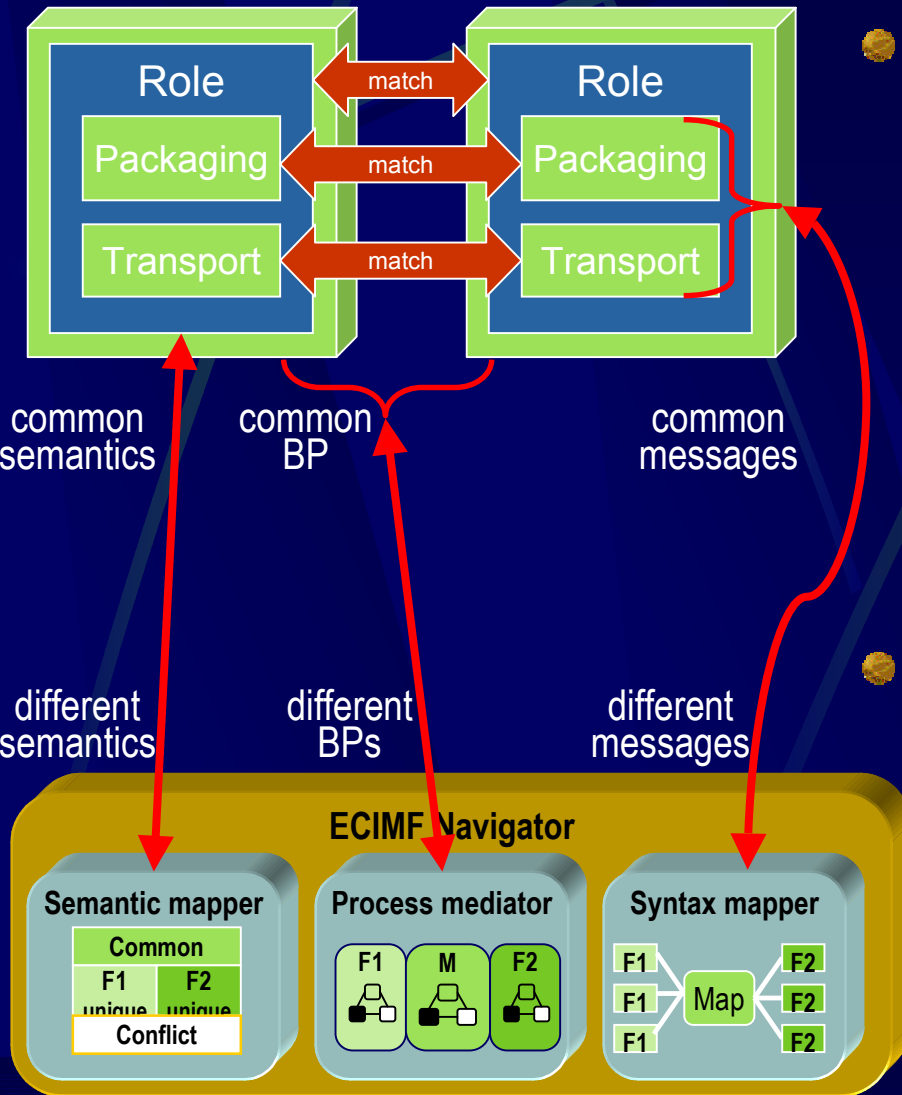 Role
match
Role
Packaging
match
Packaging
Transport
match
Transport
common
semantics
common
BP
common
messages
different
semantics
different
BPs
different
messages
ECIMF Navigator
Semantic mapper
Common
F1
unique
F2
unique
Conflict
Process mediator
F1
M
F2
Syntax mapper
F1
F1
F1
Map
F2
F2
F2